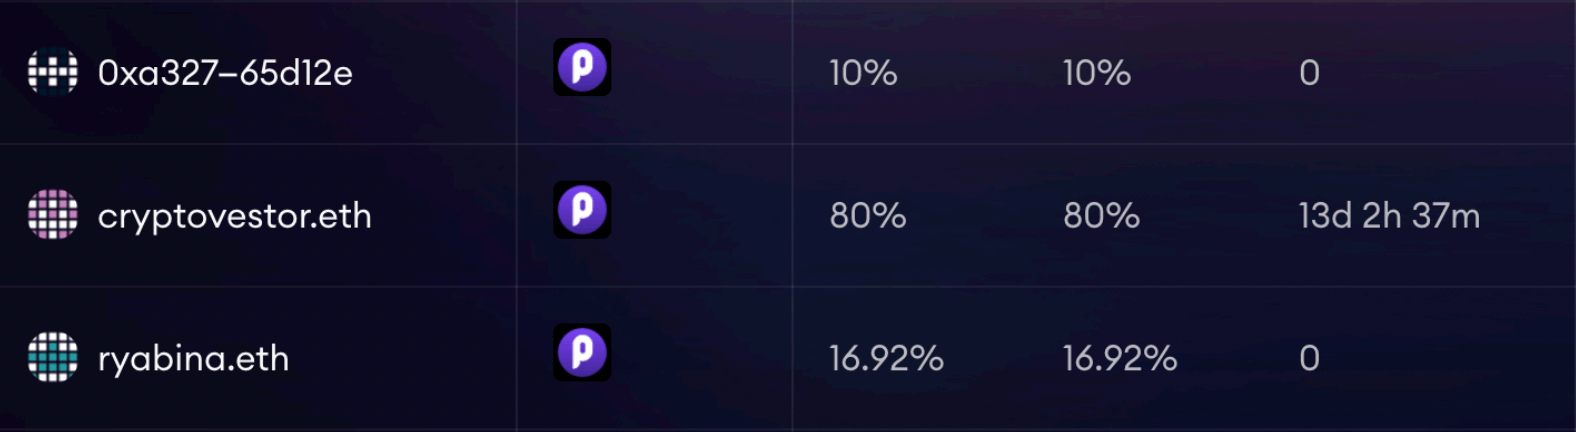 0xa327–65d12e 10% 10% 0
cryptovestor.eth 80% 80% 13d 2h 37m
ryabina.eth 16.92% 16.92% 0